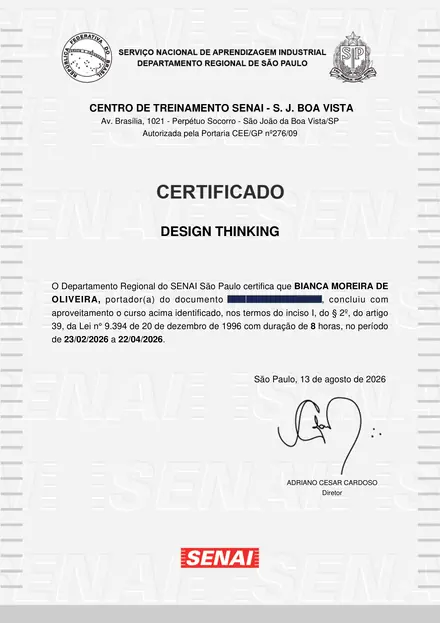 SERVIÇO NACIONAL DE APRENDIZAGEM INDUSTRIAL
DEPARTAMENTO REGIONAL DE SÃO PAULO
REPÚBLICA FEDERATIVA DO BRASIL
SP
CENTRO DE TREINAMENTO SENAI - S. J. BOA VISTA
Av. Brasília, 1021 - Perpétuo Socorro - São João da Boa Vista/SP
Autorizada pela Portaria CEE/GP nº276/09
CERTIFICADO
DESIGN THINKING
O Departamento Regional do SENAI São Paulo certifica que BIANCA MOREIRA DE
OLIVEIRA, portador(a) do documento , concluiu com
aproveitamento o curso acima identificado, nos termos do inciso I, do § 2º, do artigo
39, da Lei n° 9.394 de 20 de dezembro de 1996 com duração de 8 horas, no período
de 23/02/2026 a 22/04/2026.
São Paulo, 13 de agosto de 2026
ADRIANO CESAR CARDOSO
Diretor
SENAI